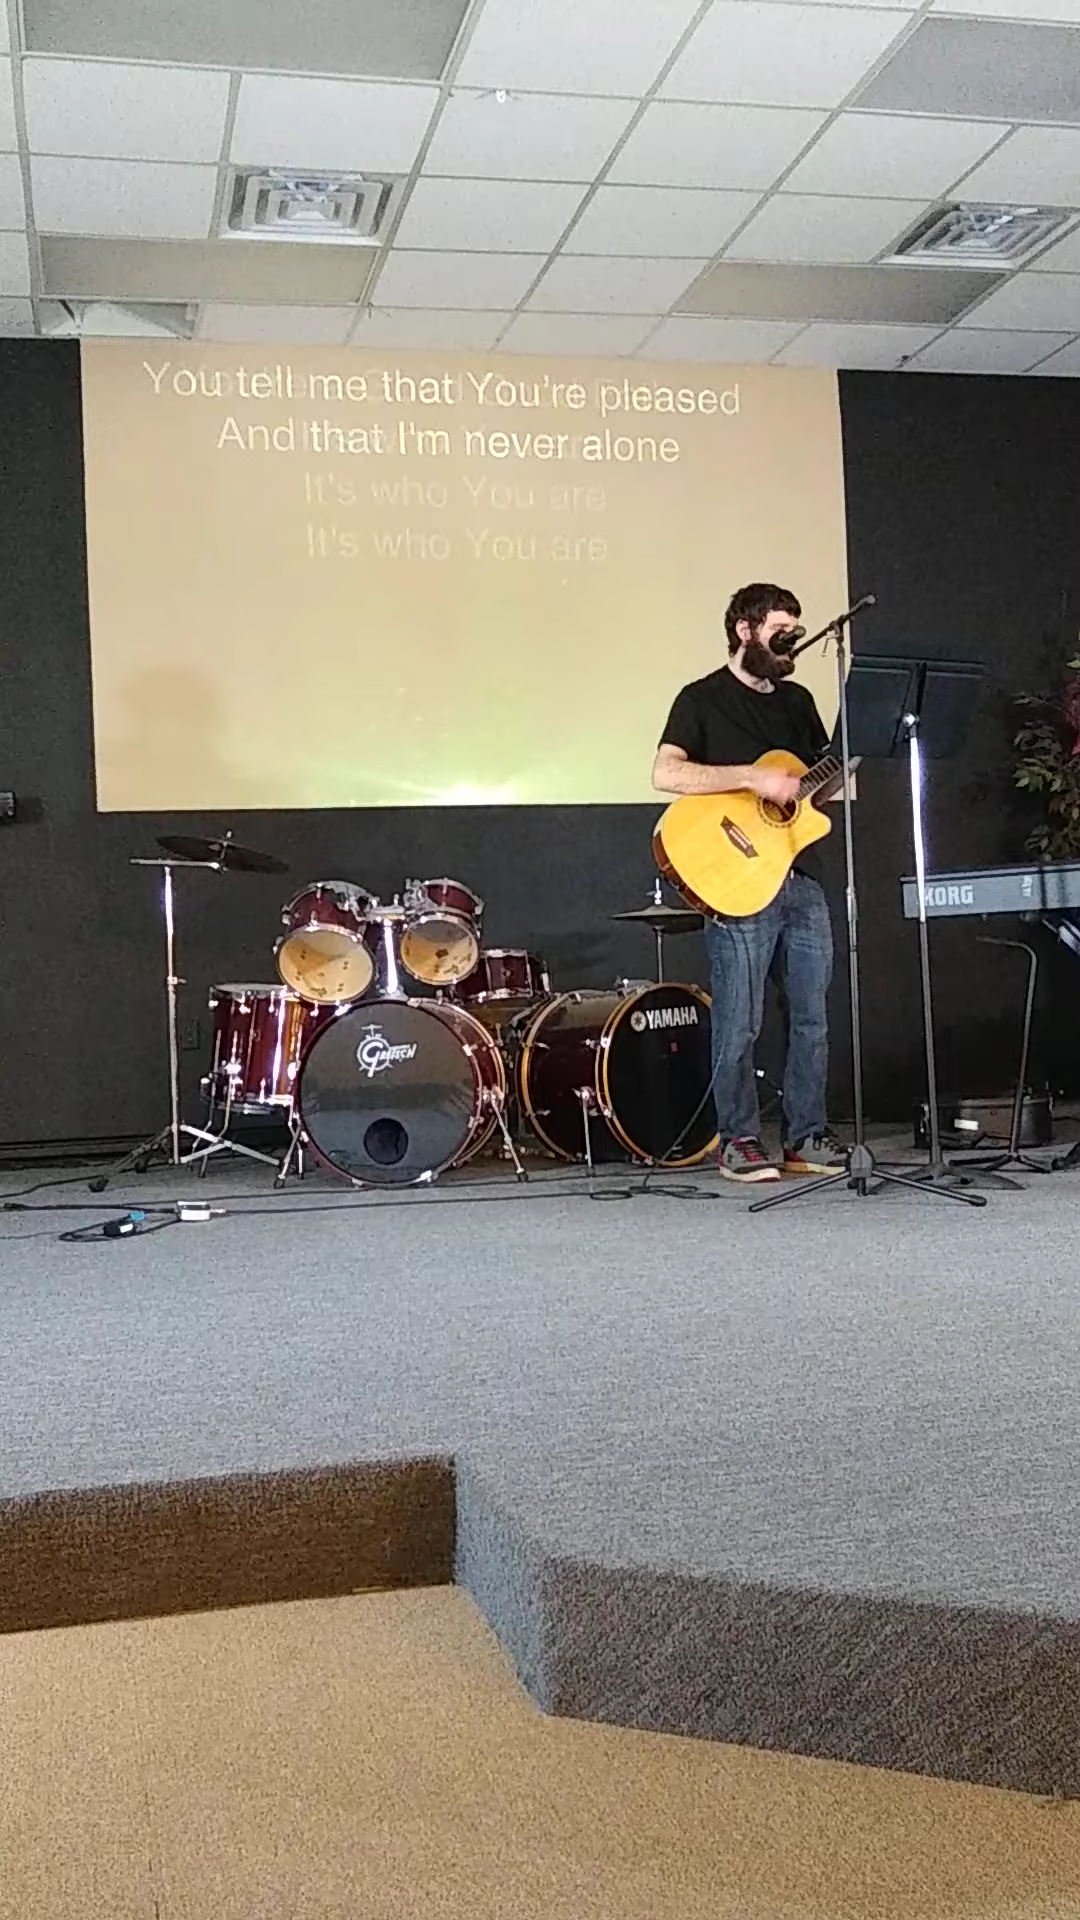 You tell me that You're pleased
And that I'm never alone
It's who You are
It's who You are
KORG
YAMAHA
GRETSCH